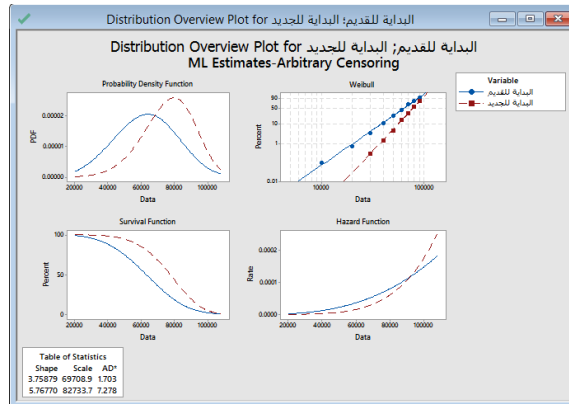 Distribution Overview Plot for البداية للقديم; البداية للجديد
Distribution Overview Plot for البداية للقديم; البداية للجديد
ML Estimates-Arbitrary Censoring
Probability Density Function
PDF
0.00002
0.00001
0.00000
20000 40000 60000 80000 100000
Data
Weibull
Percent
90
50
10
1
0.01
10000 100000
Data
Variable
البداية للقديم
البداية للجديد
Survival Function
Percent
100
50
0
20000 40000 60000 80000 100000
Data
Hazard Function
Rate
0.0002
0.0001
0.0000
20000 40000 60000 80000 100000
Data
Table of Statistics
Shape Scale AD*
3.75879 69708.9 1.703
5.76770 82733.7 7.278